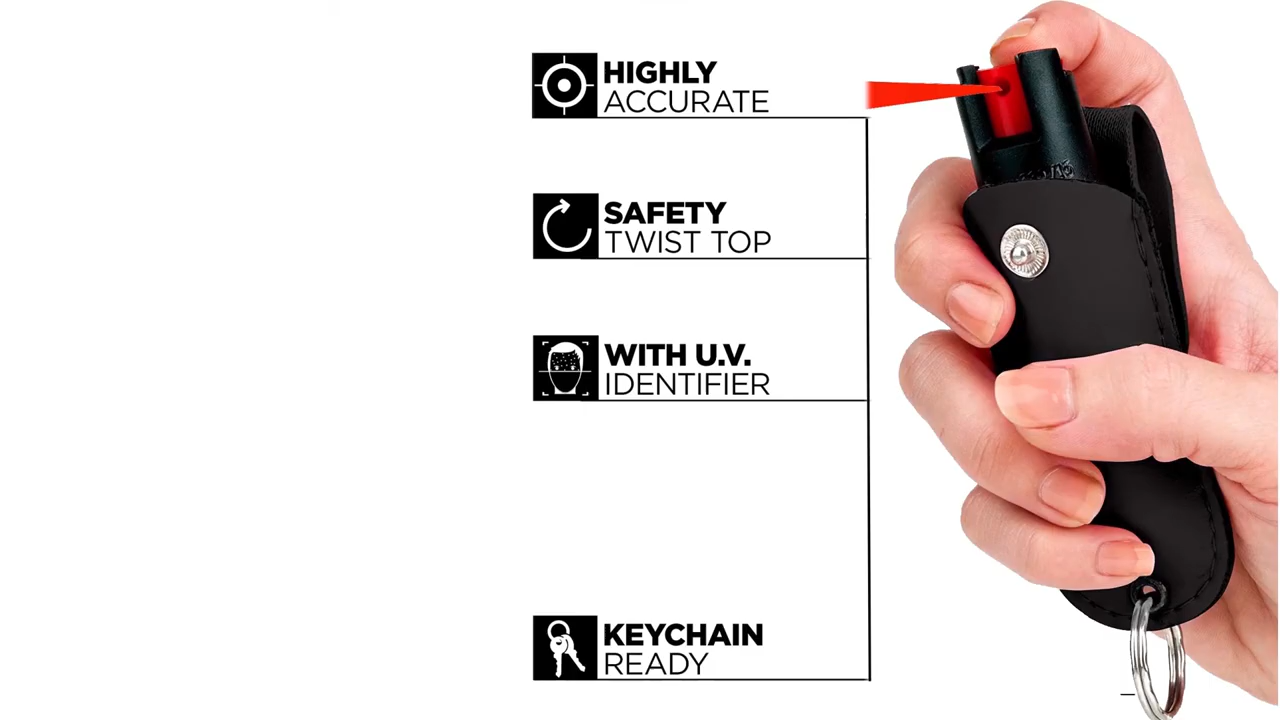 HIGHLY
ACCURATE
SAFETY
TWIST TOP
WITH U.V.
IDENTIFIER
KEYCHAIN
READY